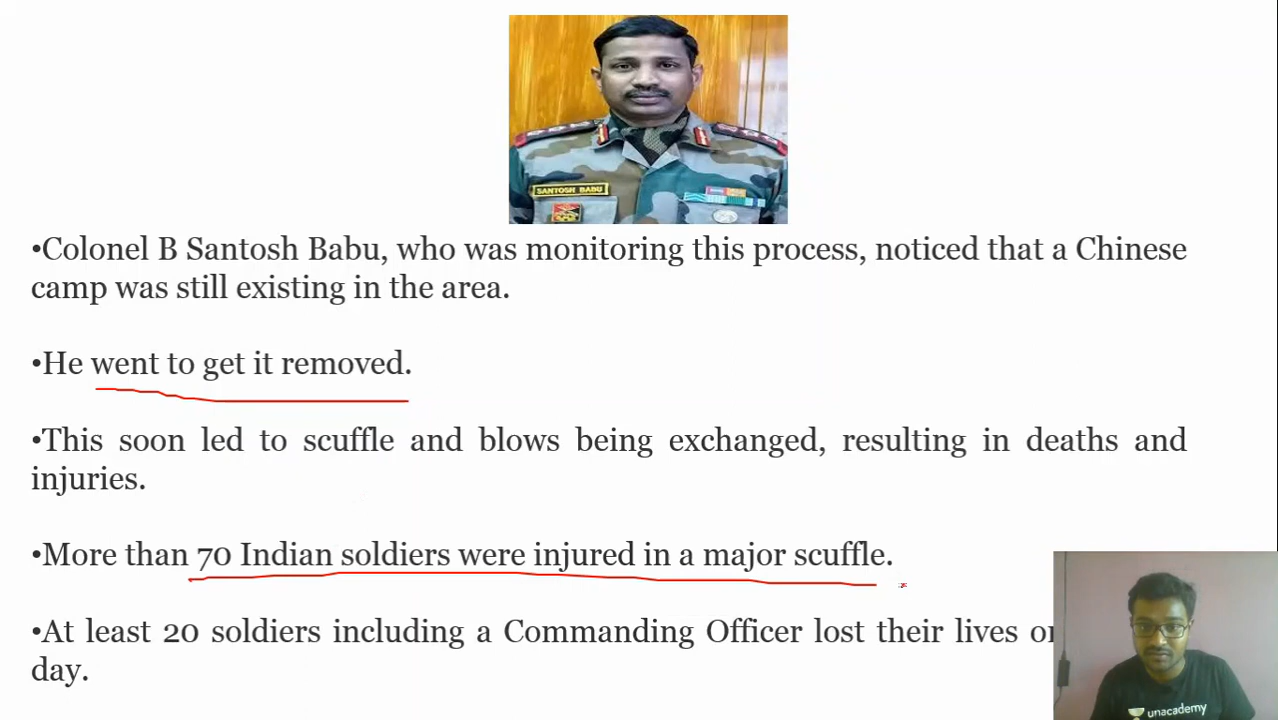 SANTOSH BABU
•Colonel B Santosh Babu, who was monitoring this process, noticed that a Chinese
camp was still existing in the area.
•He went to get it removed.
•This soon led to scuffle and blows being exchanged, resulting in deaths and
injuries.
•More than 70 Indian soldiers were injured in a major scuffle.
•At least 20 soldiers including a Commanding Officer lost their lives
day.
unacademy